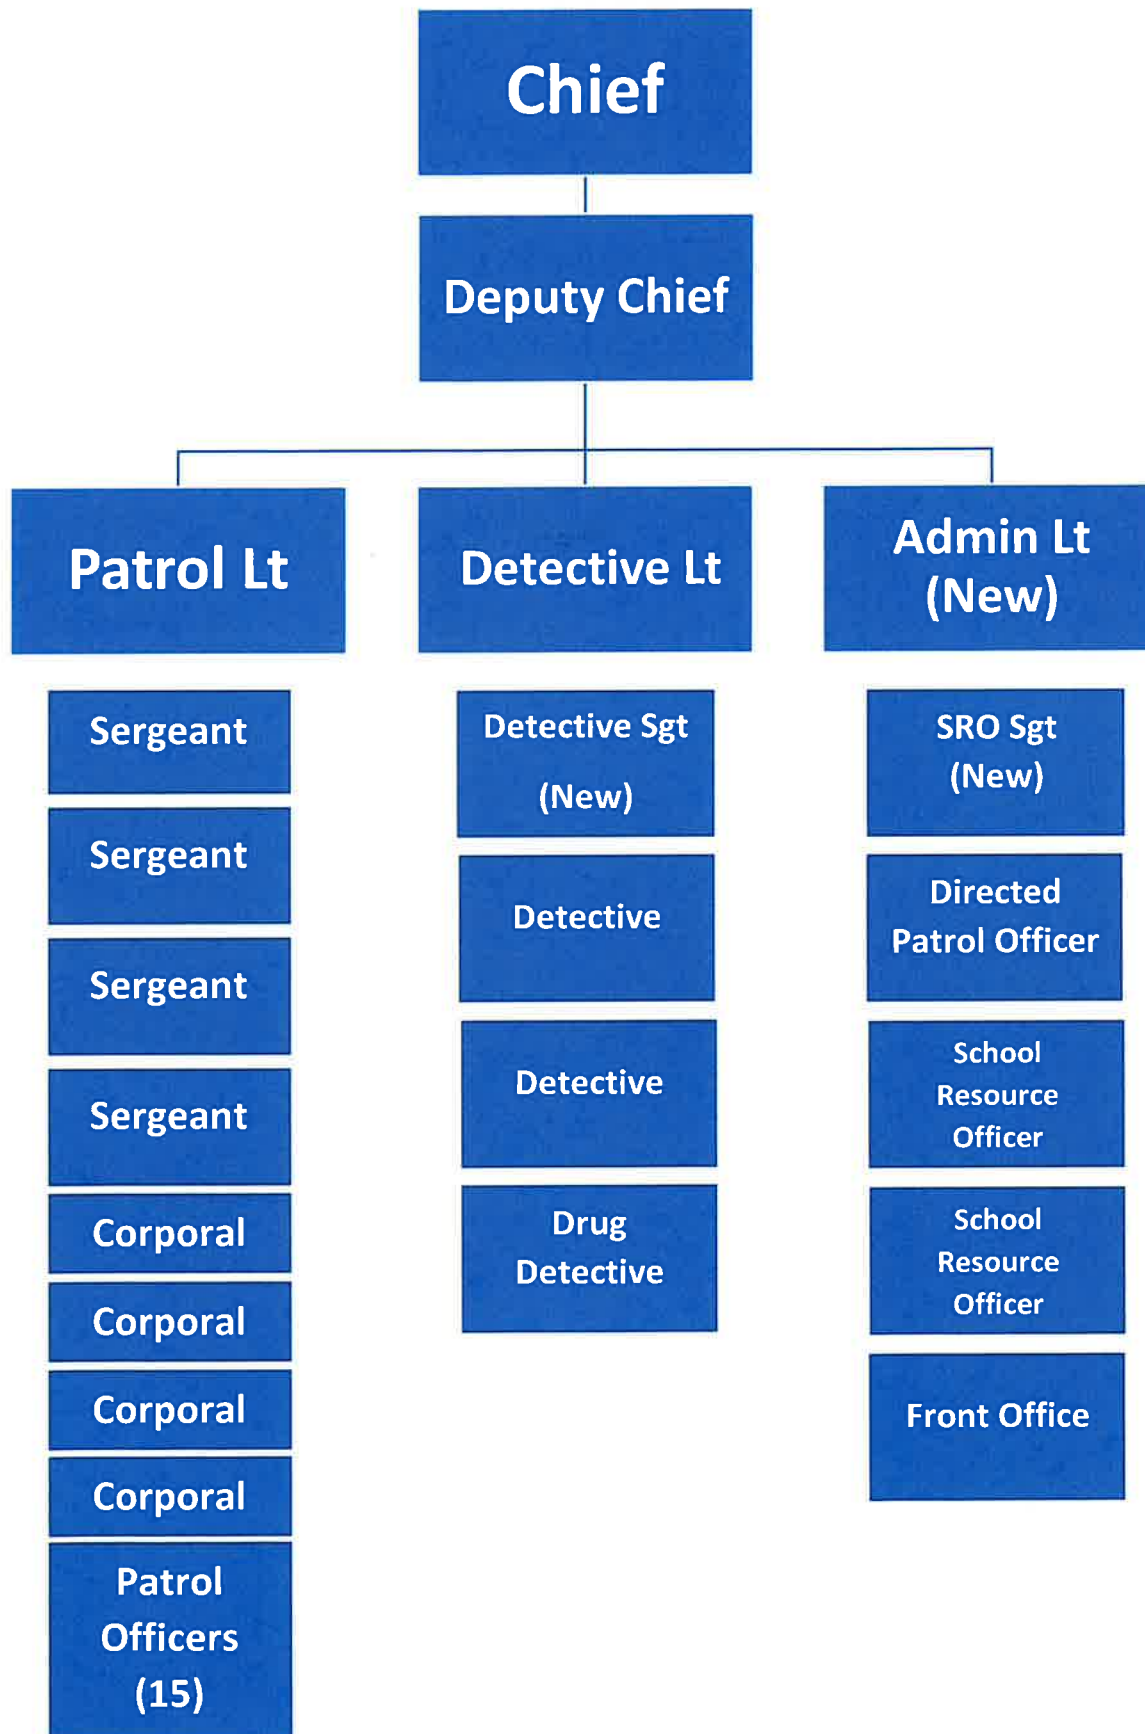 Chief
Deputy Chief
Patrol Lt
Detective Lt
Admin Lt
(New)
Sergeant
Sergeant
Sergeant
Sergeant
Corporal
Corporal
Corporal
Corporal
Patrol
Officers
(15)
Detective Sgt
(New)
Detective
Detective
Drug
Detective
SRO Sgt
(New)
Directed
Patrol Officer
School
Resource
Officer
School
Resource
Officer
Front Office